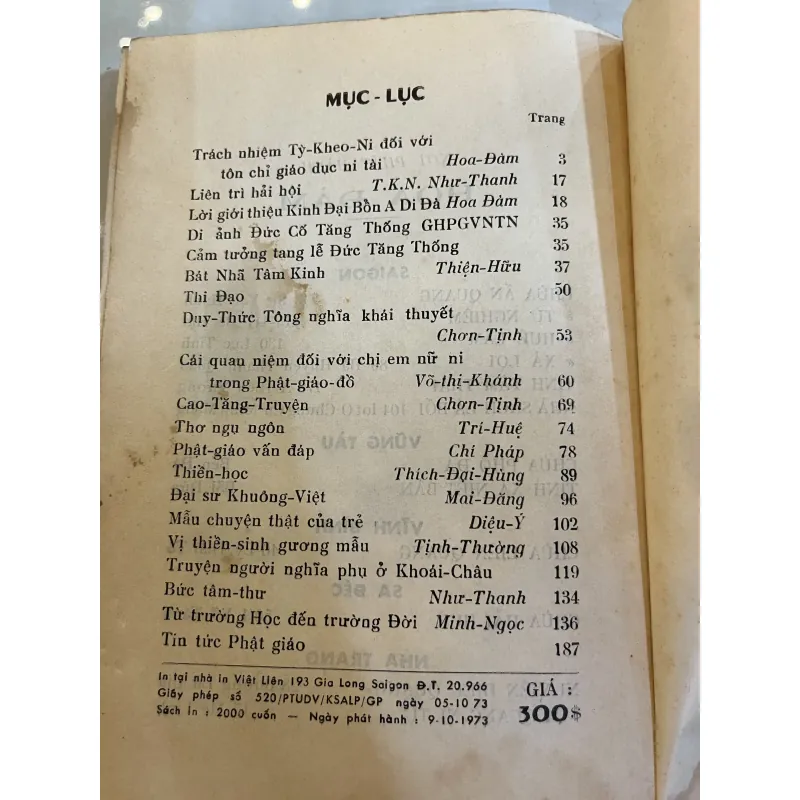 MỤC - LỤC
Trang
Trách nhiệm Tỳ-Kheo-Ni đối với
tôn chỉ giáo dục ni tài Hoa-Đàm 3
Liên trì hải hội T.K.N. Như-Thanh 17
Lời giới thiệu Kinh Đại Bổn A Di Đà Hoa Đàm 18
Di ảnh Đức Cố Tăng Thống GHPGVNTN 35
Cảm tưởng tang lễ Đức Tăng Thống 35
Bát Nhã Tâm Kinh Thiện-Hữu 37
Thi Đạo 50
Duy-Thức Tông nghĩa khái thuyết
Chơn-Tịnh 53
Cái quan niệm đối với chị em nữ ni
trong Phật-giáo-đồ Võ-thị-Khánh 60
Cao-Tăng-Truyện Chơn-Tịnh 69
Thơ ngụ ngôn Trí-Huệ 74
Phật-giáo vấn đáp Chí Pháp 78
Thiền-học Thích-Đại-Hùng 89
Đại sư Khuông-Việt Mai-Đăng 96
Mẫu chuyện thật của trẻ Diệu-Ý 102
Vị thiền-sinh gương mẫu Tịnh-Thường 108
Truyện người nghĩa phụ ở Khoái-Châu 119
Bức tâm-thư Như-Thanh 134
Từ trường Học đến trường Đời Minh-Ngọc 136
Tin tức Phật giáo 187
In tại nhà in Việt Liên 193 Gia Long Saigon Đ.T. 20.966
Giấy phép số 520/PTUDV/KSALP/GP ngày 05-10 73
Sách in : 2000 cuốn — Ngày phát hành : 9-10-1973
GIÁ :
300$